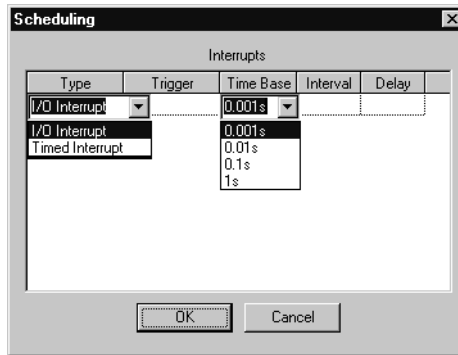 Scheduling
Interrupts
Type Trigger Time Base Interval Delay
I/O Interrupt 0.001s
I/O Interrupt 0.001s
Timed Interrupt 0.01s
0.1s
1s
OK Cancel